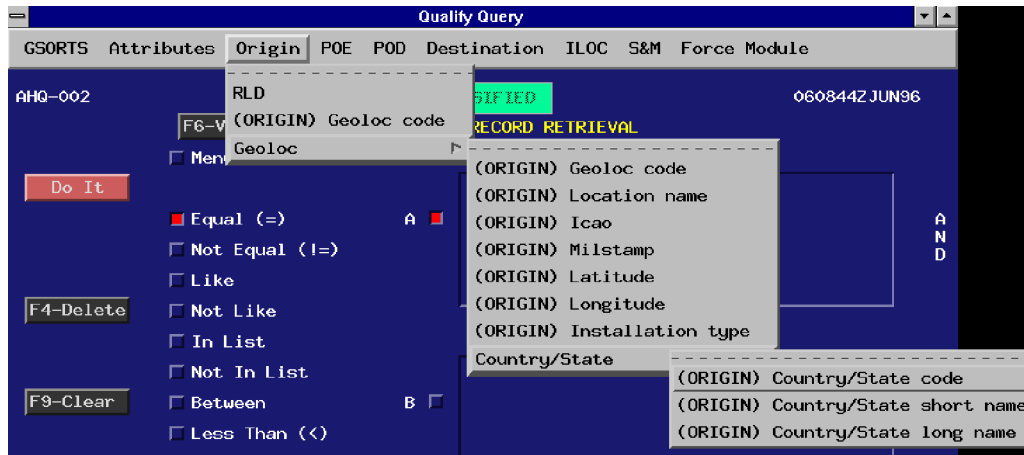 Qualify Query
GSORTS Attributes Origin POE POD Destination ILOC S&M Force Module
AHQ-002
060844ZJUN96
RECORD RETRIEVAL
RLD
(ORIGIN) Geoloc code
Geoloc
(ORIGIN) Geoloc code
(ORIGIN) Location name
(ORIGIN) Icao
(ORIGIN) Milstamp
(ORIGIN) Latitude
(ORIGIN) Longitude
(ORIGIN) Installation type
Country/State
(ORIGIN) Country/State code
(ORIGIN) Country/State short name
(ORIGIN) Country/State long name
F6-V
Menu
Do It
Equal (=) A
Not Equal (!=)
Like
F4-Delete
Not Like
In List
Not In List
F9-Clear
Between B
Less Than (<)
AND